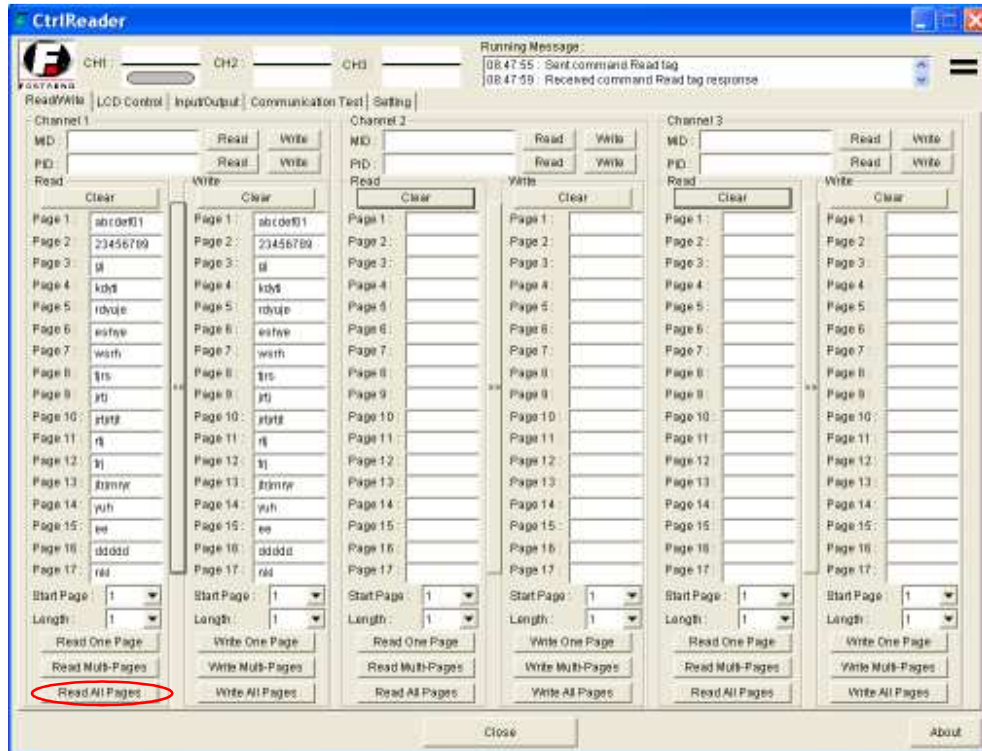 CtrlReader
CH1 : CH2 : CH3
Running Message :
08:47:55 : Sent command Read tag
08:47:59 : Received command Read tag response
Read/Write LCD Control Input/Output Communication Test Setting
Channel 1 Channel 2 Channel 3
MID : Read Write MID : Read Write MID : Read Write
PID : Read Write PID : Read Write PID : Read Write
Read Write Read Write Read Write
Clear Clear Clear Clear Clear Clear
Page 1 : abcdef01 Page 1 : abcdef01 Page 1 : Page 1 : Page 1 : Page 1 :
Page 2 : 23456789 Page 2 : 23456789 Page 2 : Page 2 : Page 2 : Page 2 :
Page 3 : Page 3 : Page 3 : Page 3 : Page 3 : Page 3 :
Page 4 : Page 4 : Page 4 : Page 4 : Page 4 : Page 4 :
Page 5 : rdyuje Page 5 : rdyuje Page 5 : Page 5 : Page 5 : Page 5 :
Page 6 : Page 6 : Page 6 : Page 6 : Page 6 : Page 6 :
Page 7 : wsrh Page 7 : wsrh Page 7 : Page 7 : Page 7 : Page 7 :
Page 8 : Page 8 : Page 8 : Page 8 : Page 8 : Page 8 :
Page 9 : Page 9 : Page 9 : Page 9 : Page 9 : Page 9 :
Page 10 : Page 10 : Page 10 : Page 10 : Page 10 : Page 10 :
Page 11 : Page 11 : Page 11 : Page 11 : Page 11 : Page 11 :
Page 12 : Page 12 : Page 12 : Page 12 : Page 12 : Page 12 :
Page 13 : Page 13 : Page 13 : Page 13 : Page 13 : Page 13 :
Page 14 : yuh Page 14 : yuh Page 14 : Page 14 : Page 14 : Page 14 :
Page 15 : ee Page 15 : ee Page 15 : Page 15 : Page 15 : Page 15 :
Page 16 : ddddd Page 16 : ddddd Page 16 : Page 16 : Page 16 : Page 16 :
Page 17 : Page 17 : Page 17 : Page 17 : Page 17 : Page 17 :
Start Page : 1 Start Page : 1 Start Page : 1 Start Page : 1 Start Page : 1 Start Page : 1
Length : 1 Length : 1 Length : 1 Length : 1 Length : 1 Length : 1
Read One Page Write One Page Read One Page Write One Page Read One Page Write One Page
Read Multi-Pages Write Multi-Pages Read Multi-Pages Write Multi-Pages Read Multi-Pages Write Multi-Pages
Read All Pages Write All Pages Read All Pages Write All Pages Read All Pages Write All Pages
Close About